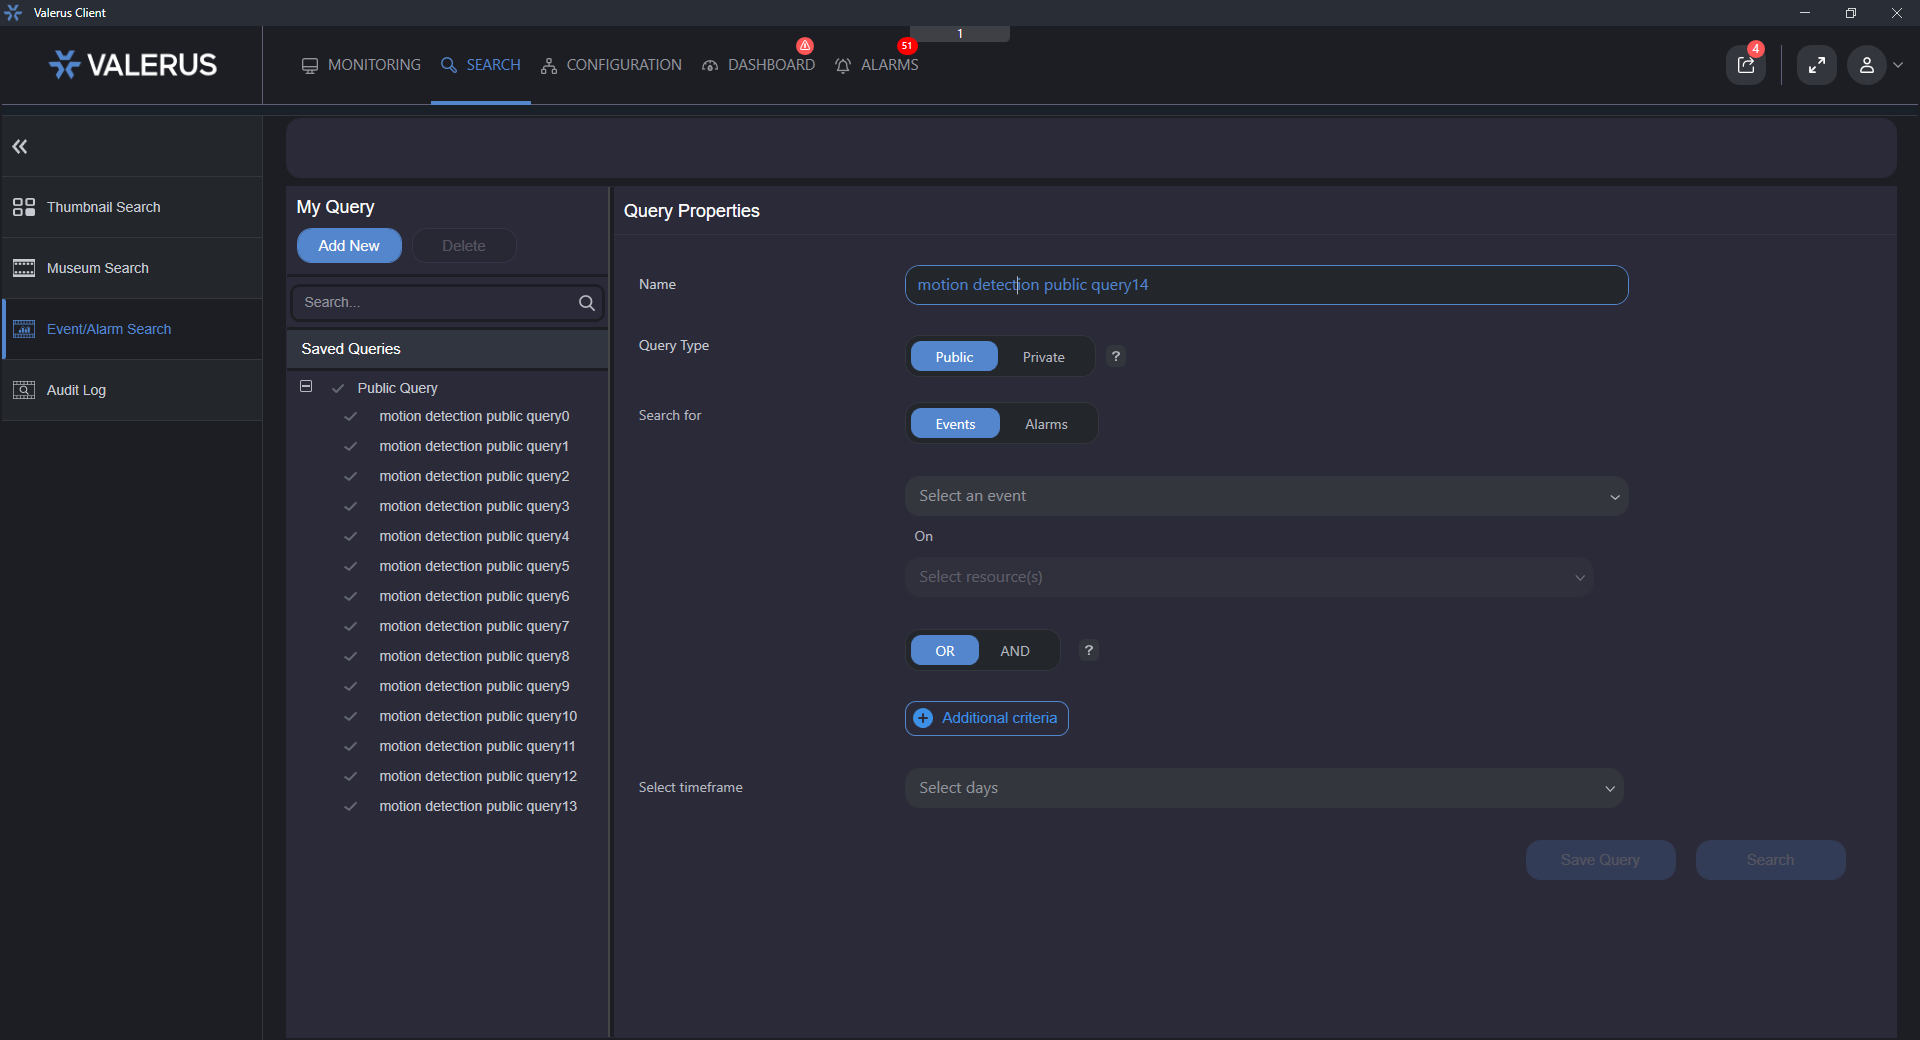 Valerus Client
1
VALERUS
MONITORING
SEARCH
CONFIGURATION
DASHBOARD
51
ALARMS
4
Thumbnail Search
Museum Search
Event/Alarm Search
Audit Log
My Query
Add New
Delete
Search...
Saved Queries
Public Query
motion detection public query0
motion detection public query1
motion detection public query2
motion detection public query3
motion detection public query4
motion detection public query5
motion detection public query6
motion detection public query7
motion detection public query8
motion detection public query9
motion detection public query10
motion detection public query11
motion detection public query12
motion detection public query13
Query Properties
Name
motion detection public query14
Query Type
Public
Private
?
Search for
Events
Alarms
Select an event
On
Select resource(s)
OR
AND
?
Additional criteria
Select timeframe
Select days
Save Query
Search